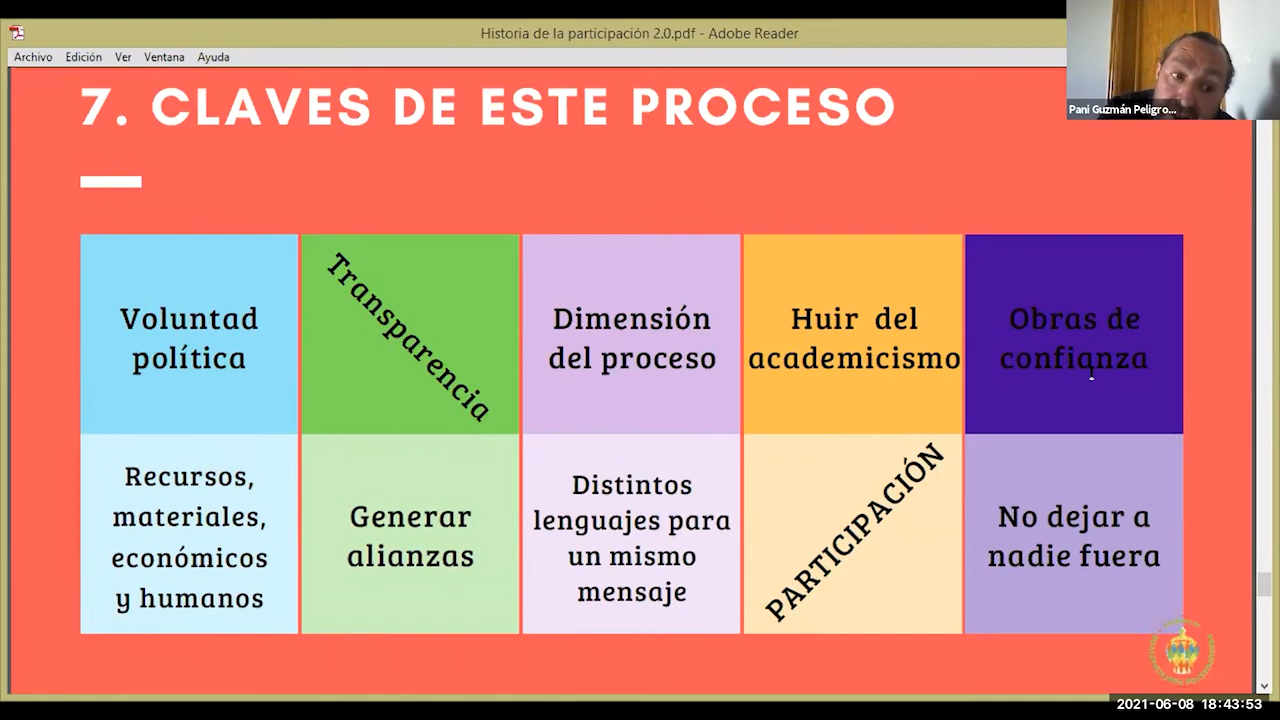 Historia de la participación 2.0.pdf - Adobe Reader
Archivo Edición Ver Ventana Ayuda
Pani Guzmán Peligro...
7. CLAVES DE ESTE PROCESO
Voluntad
política
Transparencia
Dimensión
del proceso
Huir del
academicismo
Obras de
confianza
Recursos,
materiales,
económicos
y humanos
Generar
alianzas
Distintos
lenguajes para
un mismo
mensaje
PARTICIPACIÓN
No dejar a
nadie fuera
2021-06-08 18:43:53